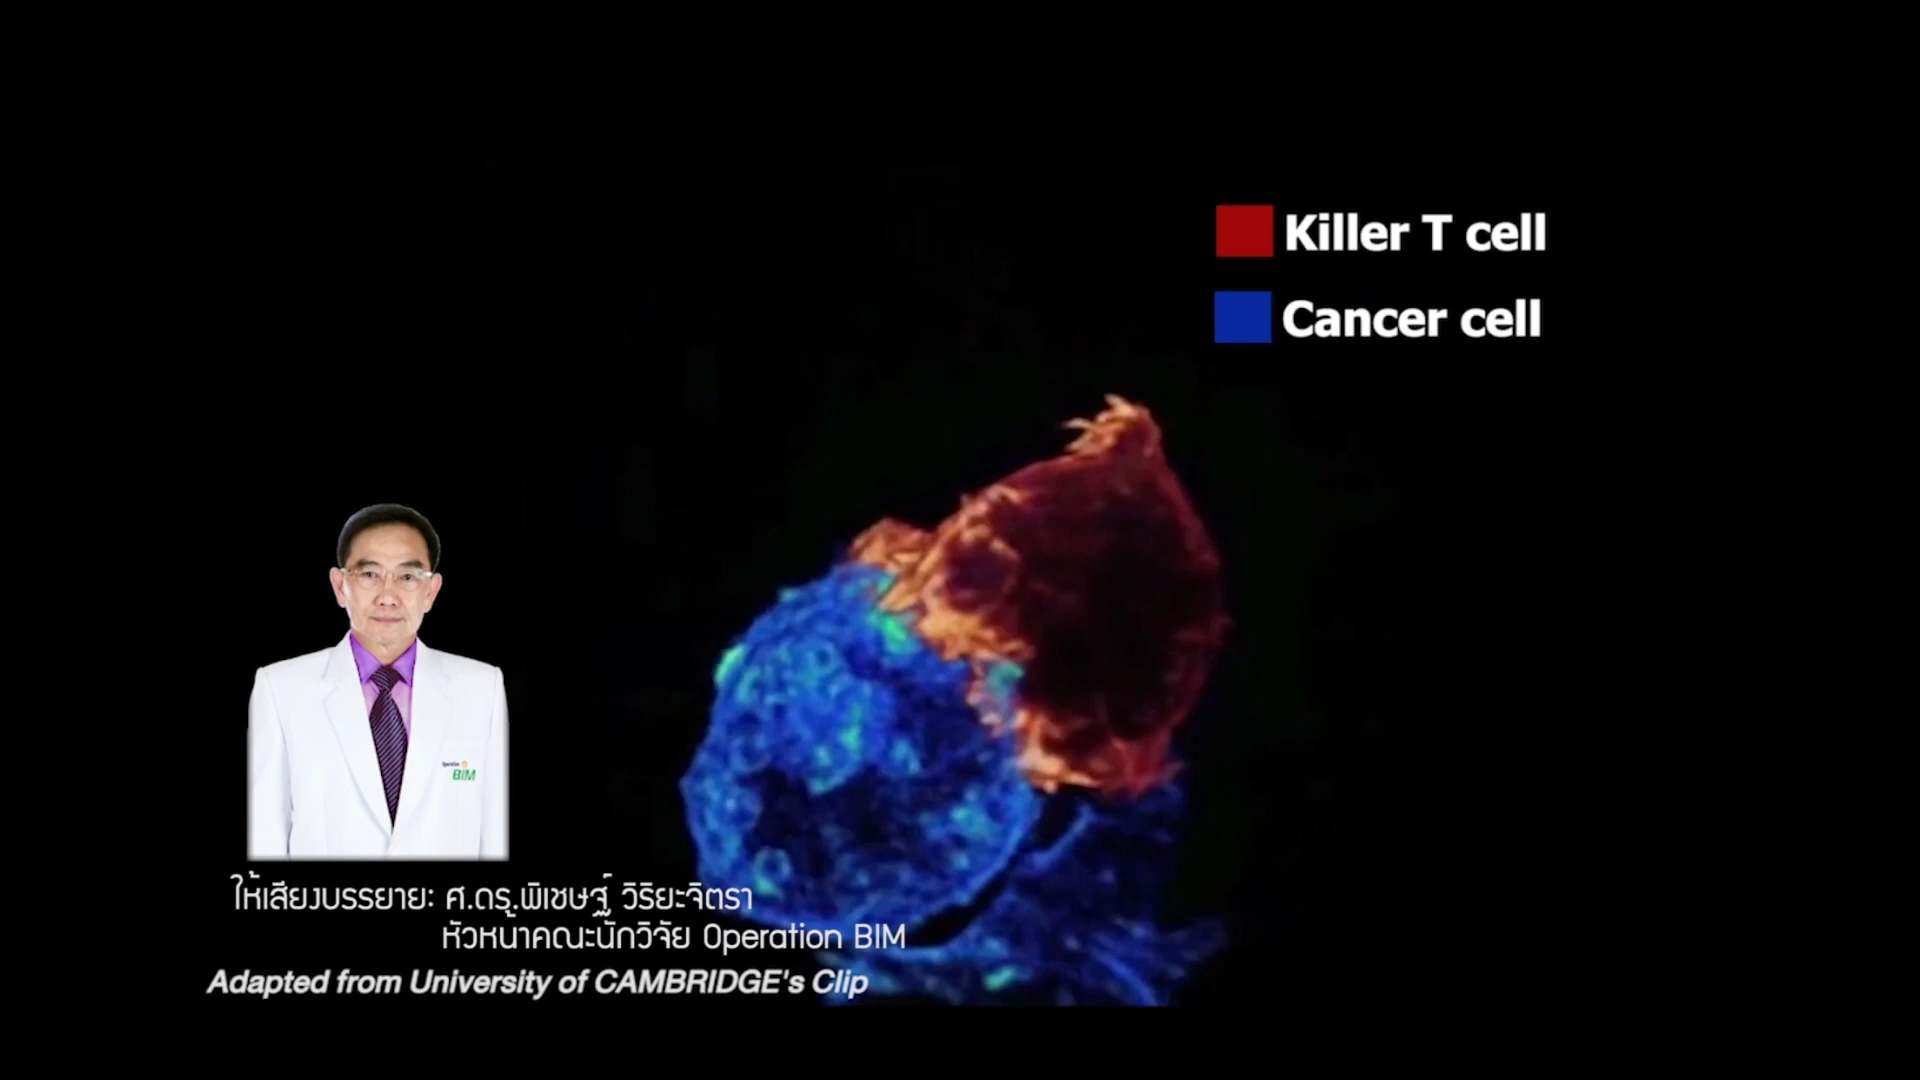 Killer T cell
Cancer cell
Operation
BIM
ให้เสียงบรรยาย: ศ.ดร.พิเชษฐ์ วิริยะจิตรา
หัวหน้าคณะนักวิจัย Operation BIM
Adapted from University of CAMBRIDGE's Clip